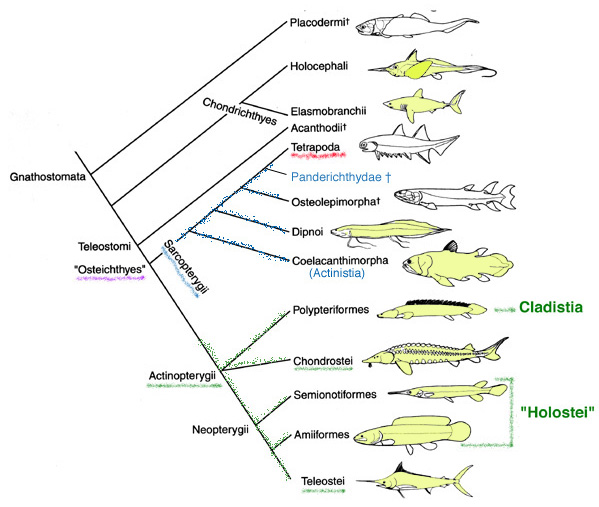 Placodermi†
Holocephali
Chondrichthyes
Elasmobranchii
Acanthodii†
Tetrapoda
Gnathostomata
Panderichthydae †
Osteolepimorpha†
Dipnoi
Teleostomi
Sarcopterygii
"Osteichthyes"
Coelacanthimorpha
(Actinistia)
Polypteriformes
Cladistia
Chondrostei
Actinopterygii
Semionotiformes
"Holostei"
Neopterygii
Amiiformes
Teleostei